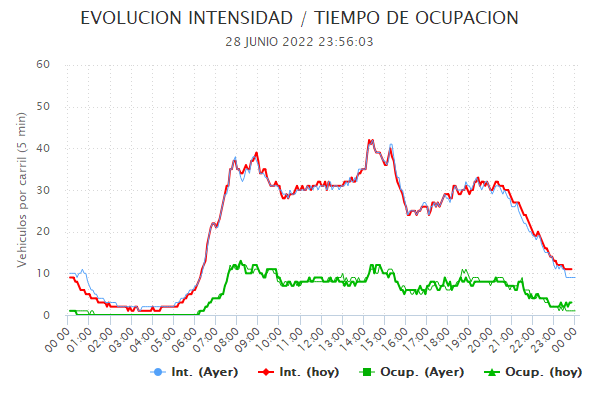 EVOLUCION INTENSIDAD / TIEMPO DE OCUPACION
28 JUNIO 2022 23:56:03
Vehiculos por carril (5 min)
60
50
40
30
20
10
0
00:00 01:00 02:00 03:00 04:00 05:00 06:00 07:00 08:00 09:00 10:00 11:00 12:00 13:00 14:00 15:00 16:00 17:00 18:00 19:00 20:00 21:00 22:00 23:00 00:00
Int. (Ayer) Int. (hoy) Ocup. (Ayer) Ocup. (hoy)